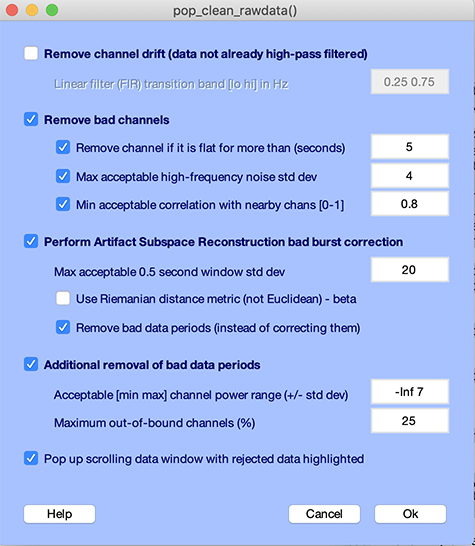 pop_clean_rawdata()
Remove channel drift (data not already high-pass filtered)
Linear filter (FIR) transition band [lo hi] in Hz 0.25 0.75
Remove bad channels
Remove channel if it is flat for more than (seconds) 5
Max acceptable high-frequency noise std dev 4
Min acceptable correlation with nearby chans [0-1] 0.8
Perform Artifact Subspace Reconstruction bad burst correction
Max acceptable 0.5 second window std dev 20
Use Riemanian distance metric (not Euclidean) - beta
Remove bad data periods (instead of correcting them)
Additional removal of bad data periods
Acceptable [min max] channel power range (+/- std dev) -Inf 7
Maximum out-of-bound channels (%) 25
Pop up scrolling data window with rejected data highlighted
Help Cancel Ok